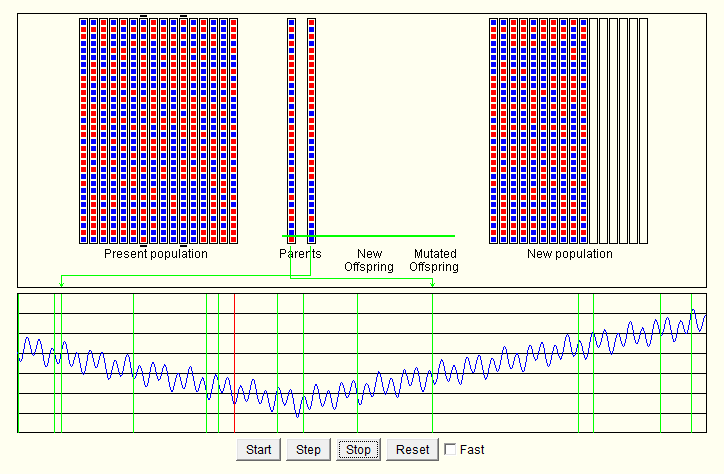 Present population
Parents
New
Offspring
Mutated
Offspring
New population
Start
Step
Stop
Reset
Fast